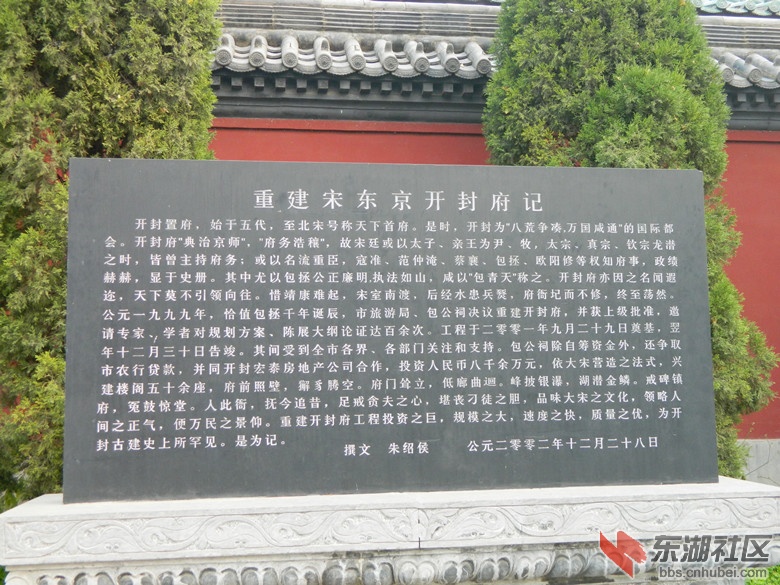 重建宋东京开封府记
开封置府，始于五代，至北宋号称天下首府。是时，开封为“八荒争凑，万国咸通”的国际都
会。开封府“典治京师”，“府务浩穰”，故宋廷或以太子、亲王为尹、牧，太宗、真宗、钦宗龙潜
之时，皆曾主持府务；或以名流重臣，寇准、范仲淹、蔡襄、包拯、欧阳修等权知府事，政绩
赫赫，显于史册。其中尤以包拯公正廉明，执法如山，咸以“包青天”称之。开封府亦因之名闻遐
迩，天下莫不引领向往。惜靖康难起，宋室南渡，后经水患兵燹，府衙圮而不修，终至荡然。
公元一九九九年，恰值包拯千年诞辰，市旅游局、包公祠决议重建开封府，并获上级批准，邀
请专家、学者对规划方案、陈展大纲论证达百余次。工程于二零零一年九月二十九日奠基，翌
年十二月三十日告竣。其间受到全市各界、各部门关注和支持。包公祠除自筹资金外，还争取
市农行贷款，并同开封宏泰房地产公司合作，投资人民币八千余万元，依大宋营造之法式，兴
建楼阁五十余座，府前照壁，獬豸腾空。府门耸立，低廊曲迴。峰披银瀑，湖潜金鳞。戒碑镇
府，冤鼓惊堂。人此衙，抚今追昔，足戒贪夫之心，堪丧刁徒之胆，品味大宋之文化，领略人
间之正气，便万民之景仰。重建开封府工程投资之巨，规模之大，速度之快，质量之优，为开
封古建史上所罕见。是为记。
撰文 朱绍侯 公元二零零二年十二月二十八日
东湖社区
bbs.cnhubei.com